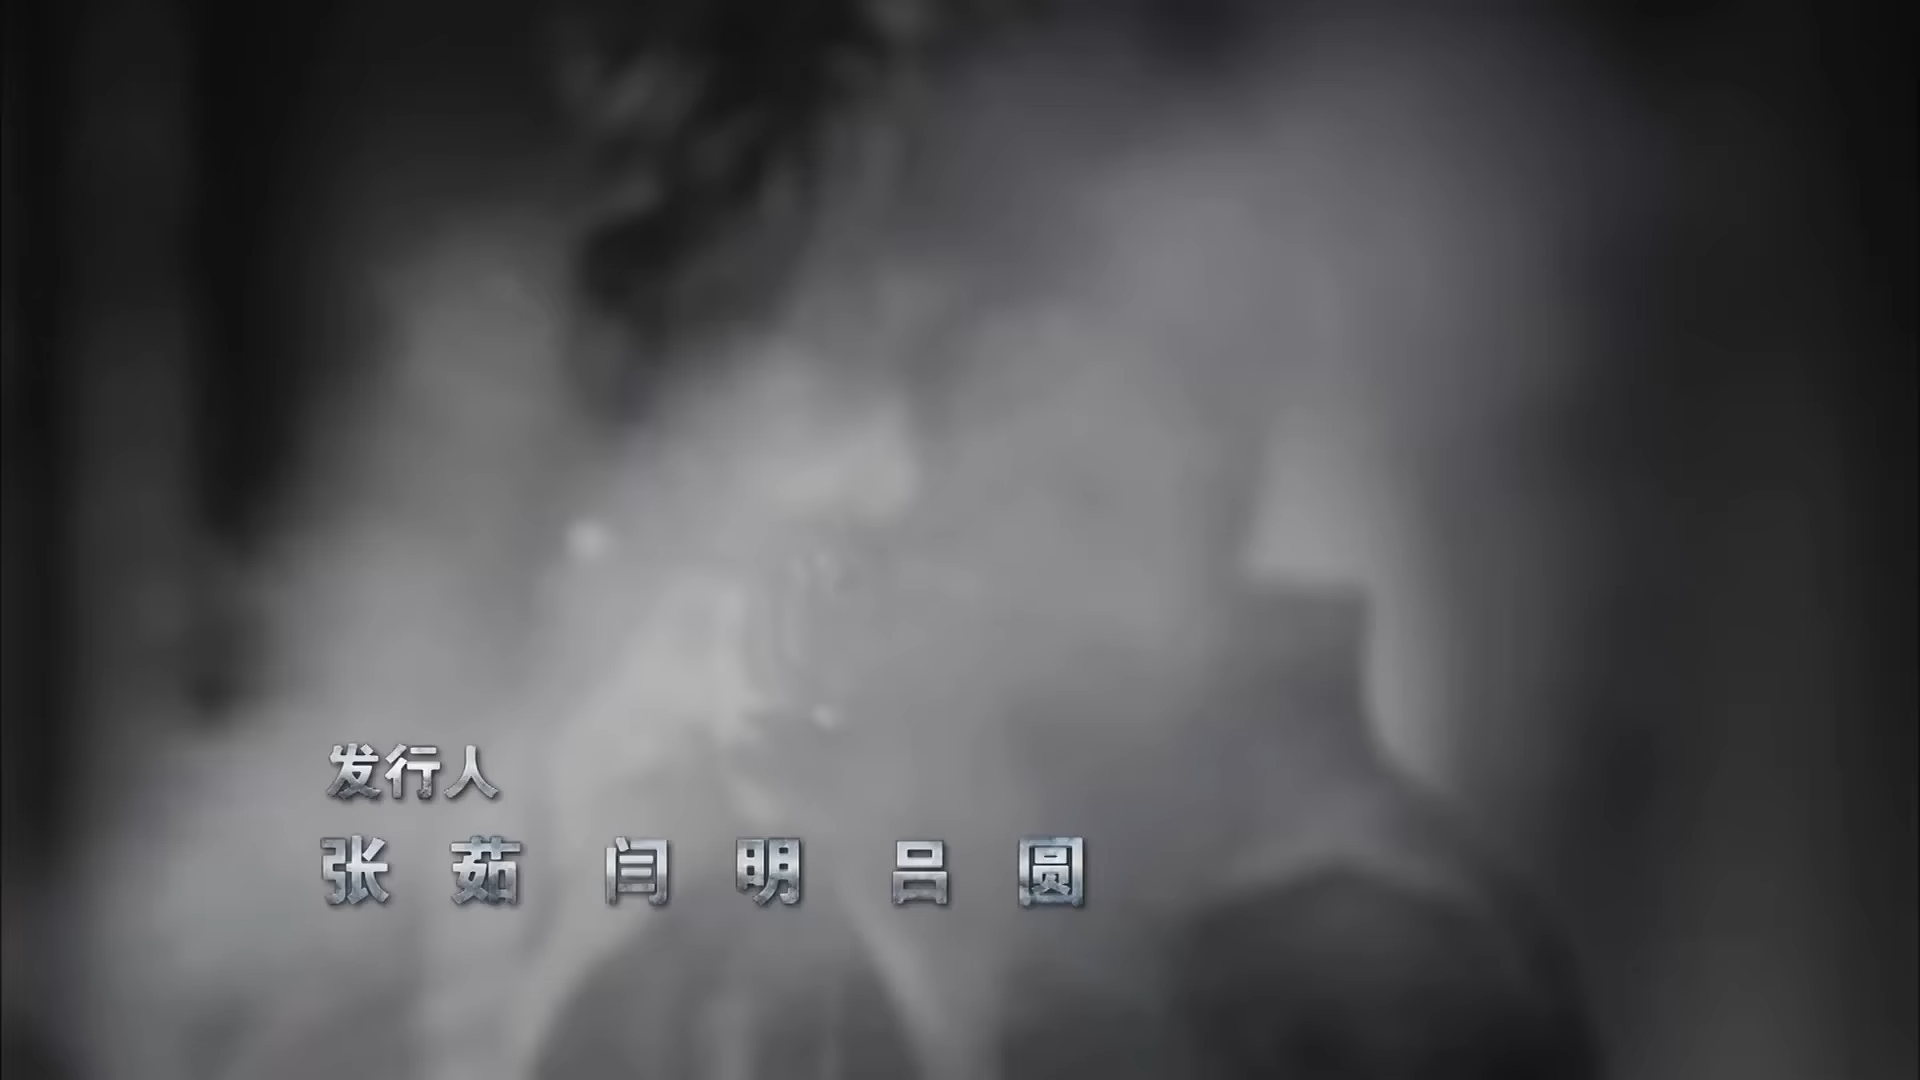 发行人
张 茹 闫 明 吕 圆